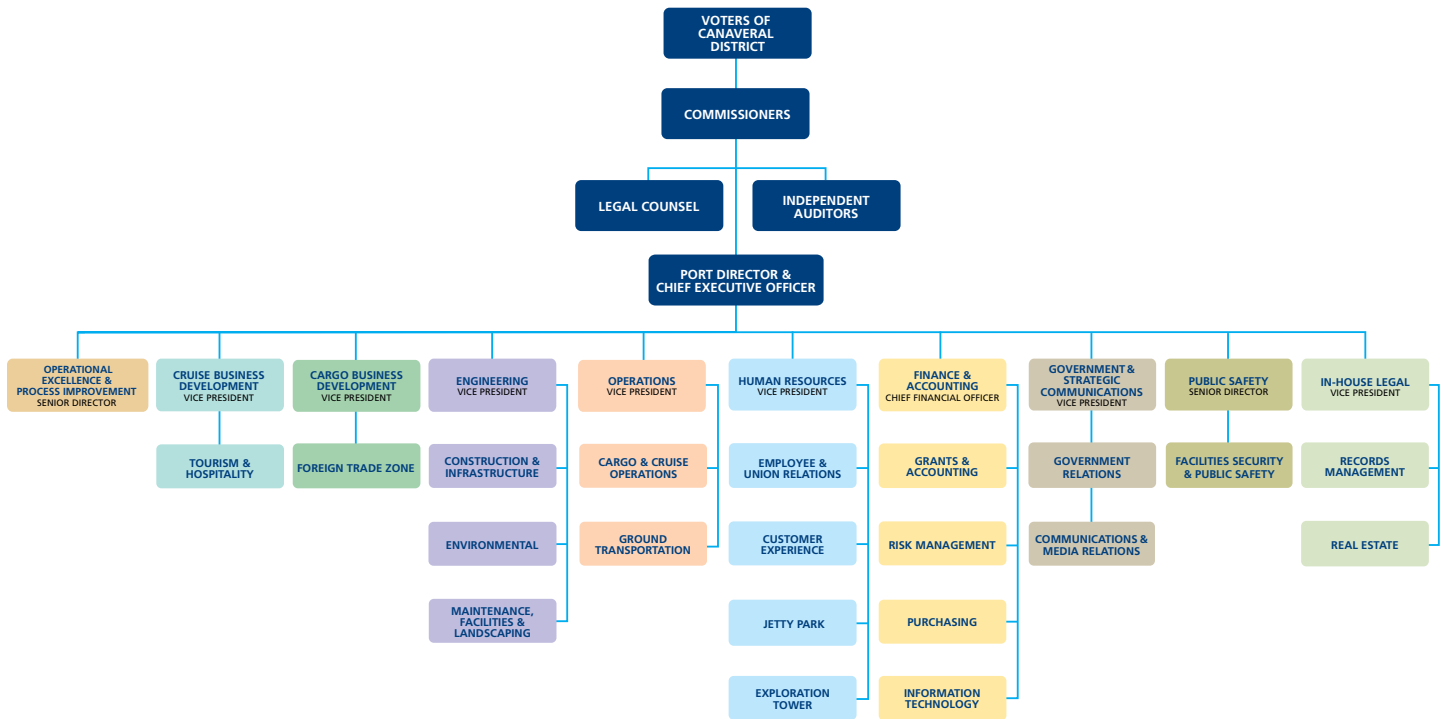 VOTERS OF
CANAVERAL
DISTRICT
COMMISSIONERS
LEGAL COUNSEL
INDEPENDENT
AUDITORS
PORT DIRECTOR &
CHIEF EXECUTIVE OFFICER
OPERATIONAL
EXCELLENCE &
PROCESS IMPROVEMENT
SENIOR DIRECTOR
CRUISE BUSINESS
DEVELOPMENT
VICE PRESIDENT
CARGO BUSINESS
DEVELOPMENT
VICE PRESIDENT
ENGINEERING
VICE PRESIDENT
OPERATIONS
VICE PRESIDENT
HUMAN RESOURCES
VICE PRESIDENT
FINANCE &
ACCOUNTING
CHIEF FINANCIAL OFFICER
GOVERNMENT &
STRATEGIC
COMMUNICATIONS
VICE PRESIDENT
PUBLIC SAFETY
SENIOR DIRECTOR
IN-HOUSE LEGAL
VICE PRESIDENT
TOURISM &
HOSPITALITY
FOREIGN TRADE ZONE
CONSTRUCTION &
INFRASTRUCTURE
CARGO & CRUISE
OPERATIONS
EMPLOYEE &
UNION RELATIONS
GRANTS &
ACCOUNTING
GOVERNMENT
RELATIONS
FACILITIES SECURITY
& PUBLIC SAFETY
RECORDS
MANAGEMENT
ENVIRONMENTAL
GROUND
TRANSPORTATION
CUSTOMER
EXPERIENCE
RISK MANAGEMENT
COMMUNICATIONS &
MEDIA RELATIONS
REAL ESTATE
MAINTENANCE,
FACILITIES &
LANDSCAPING
JETTY PARK
PURCHASING
EXPLORATION
TOWER
INFORMATION
TECHNOLOGY